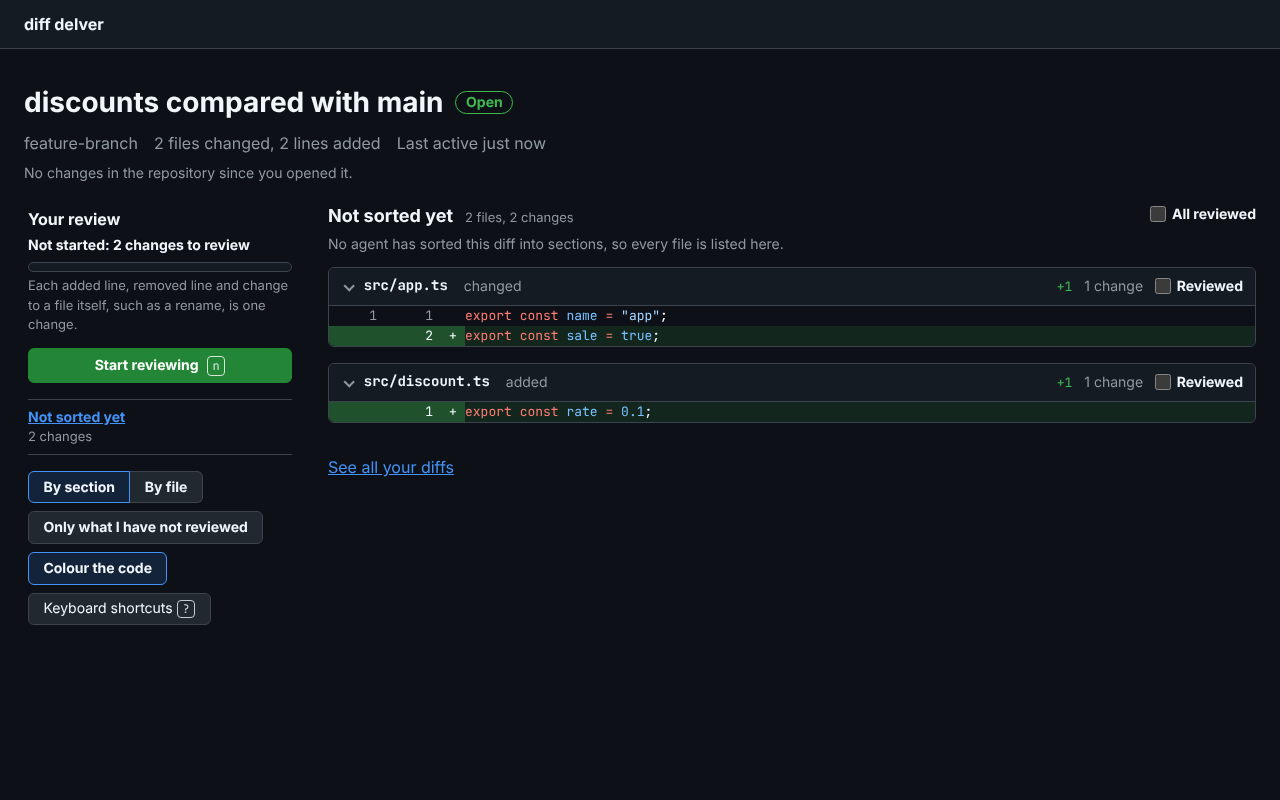 diff delver
discounts compared with main Open
feature-branch 2 files changed, 2 lines added Last active just now
No changes in the repository since you opened it.
Your review
Not started: 2 changes to review
Each added line, removed line and change
to a file itself, such as a rename, is one
change.
Start reviewing n
Not sorted yet
2 changes
By section By file
Only what I have not reviewed
Colour the code
Keyboard shortcuts ?
Not sorted yet 2 files, 2 changes All reviewed
No agent has sorted this diff into sections, so every file is listed here.
src/app.ts changed +1 1 change Reviewed
1 1 export const name = "app";
2 + export const sale = true;
src/discount.ts added +1 1 change Reviewed
1 + export const rate = 0.1;
See all your diffs